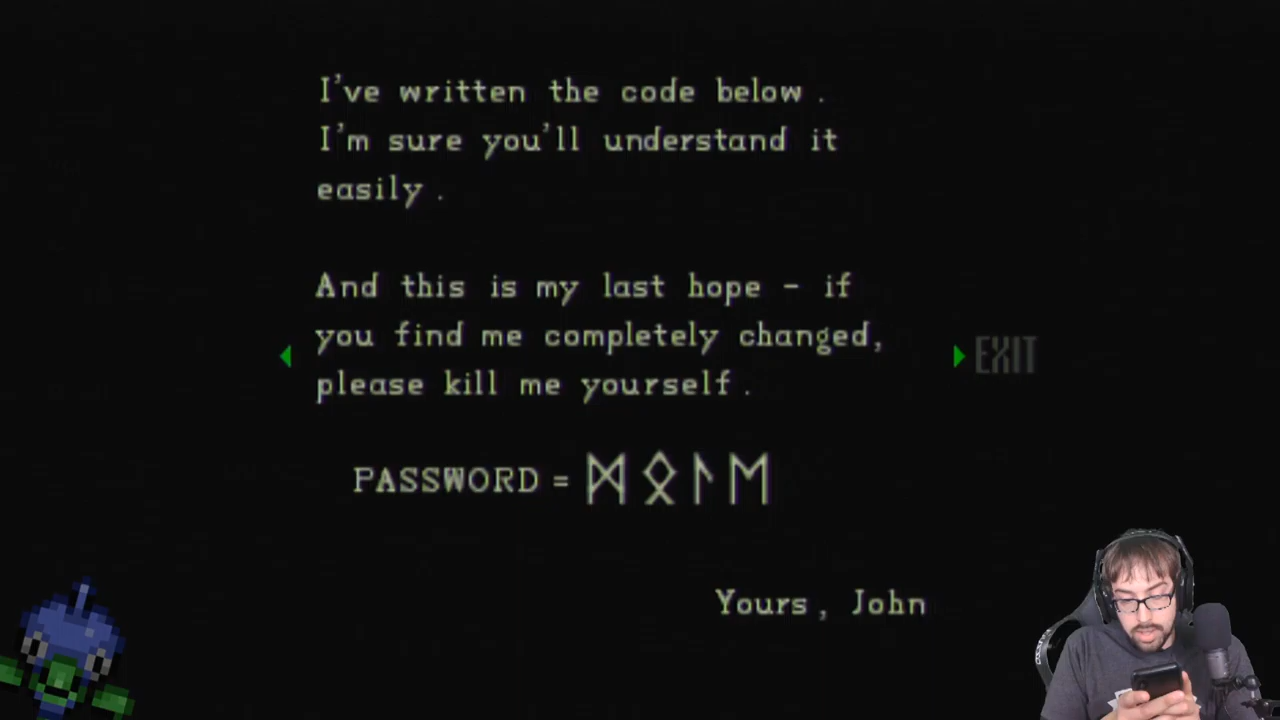 I've written the code below .
I'm sure you'll understand it
easily .
And this is my last hope - if
you find me completely changed,
please kill me yourself .
EXIT
PASSWORD = ᛞᛟᛚᛖ
Yours , John